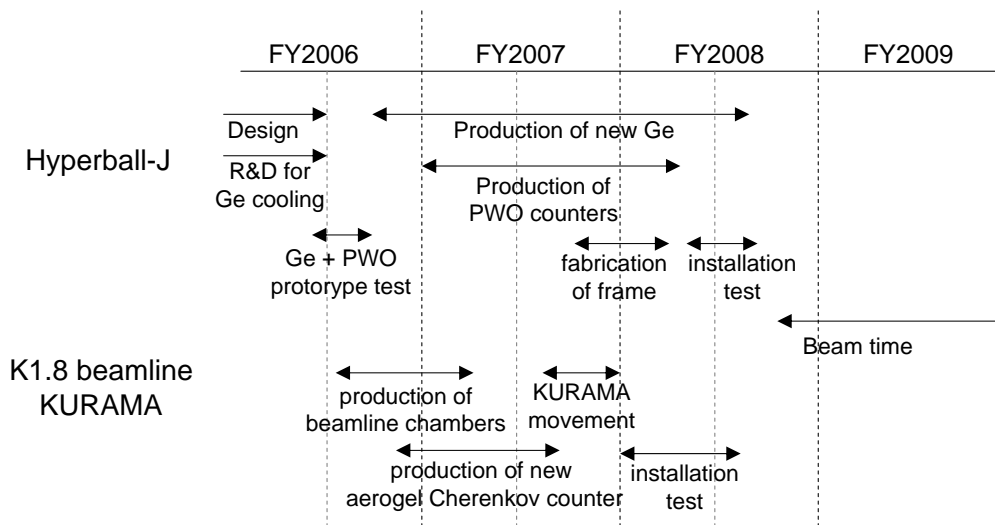 FY2006 FY2007 FY2008 FY2009
Hyperball-J
Design
Production of new Ge
R&D for
Ge cooling
Production of
PWO counters
Ge + PWO
protorype test
fabrication
of frame
installation
test
Beam time
K1.8 beamline
KURAMA
production of
beamline chambers
KURAMA
movement
production of new
aerogel Cherenkov counter
installation
test